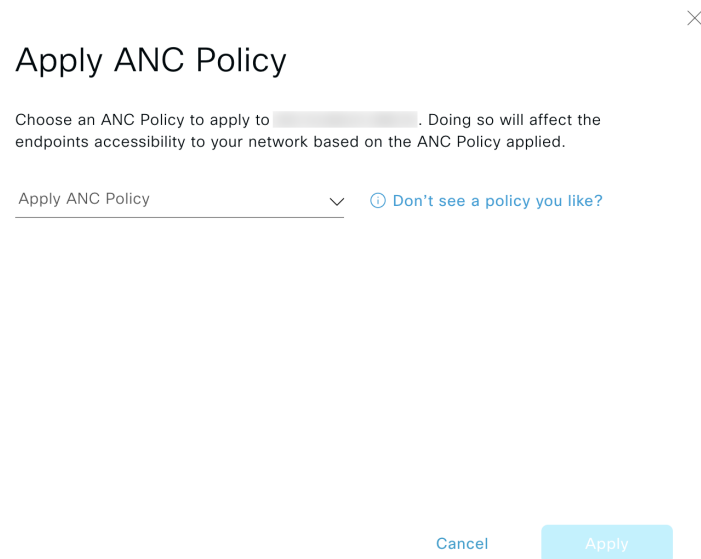 Apply ANC Policy
Choose an ANC Policy to apply to . Doing so will affect the
endpoints accessibility to your network based on the ANC Policy applied.
Apply ANC Policy
Don't see a policy you like?
Cancel
Apply